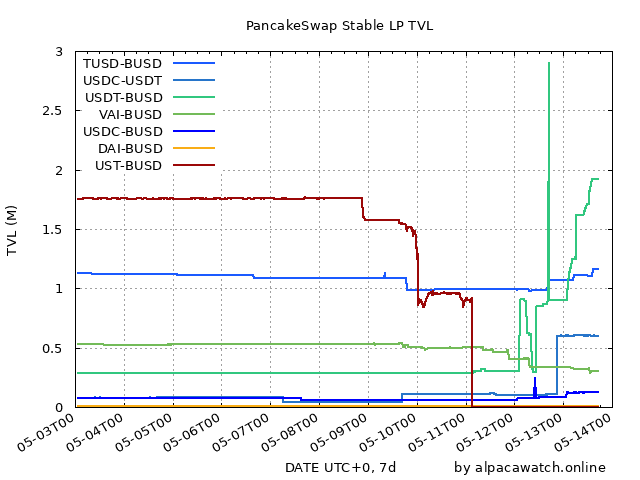 PancakeSwap Stable LP TVL
TVL (M)
3
2.5
2
1.5
1
0.5
0
TUSD-BUSD
USDC-USDT
USDT-BUSD
VAI-BUSD
USDC-BUSD
DAI-BUSD
UST-BUSD
05-03T00
05-04T00
05-05T00
05-06T00
05-07T00
05-08T00
05-09T00
05-10T00
05-11T00
05-12T00
05-13T00
05-14T00
DATE UTC+0, 7d
by alpacawatch.online